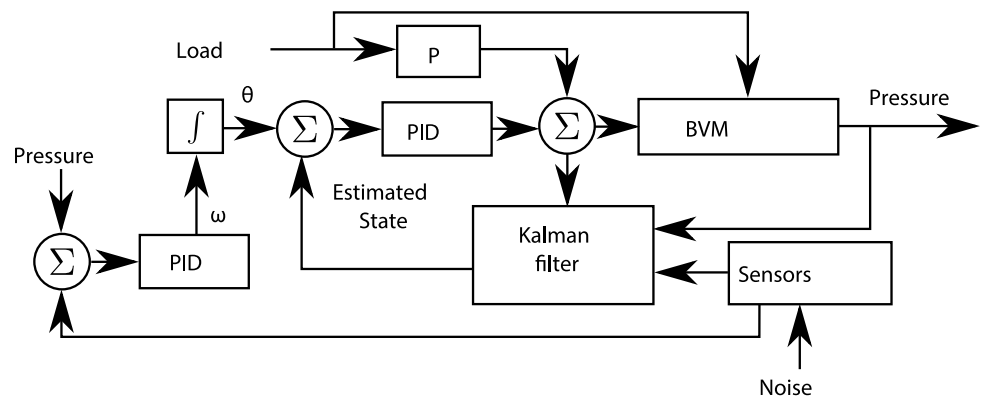 Load
P
θ
∫
Σ
PID
Σ
BVM
Pressure
Pressure
Estimated
State
ω
Σ
PID
Kalman
filter
Sensors
Noise